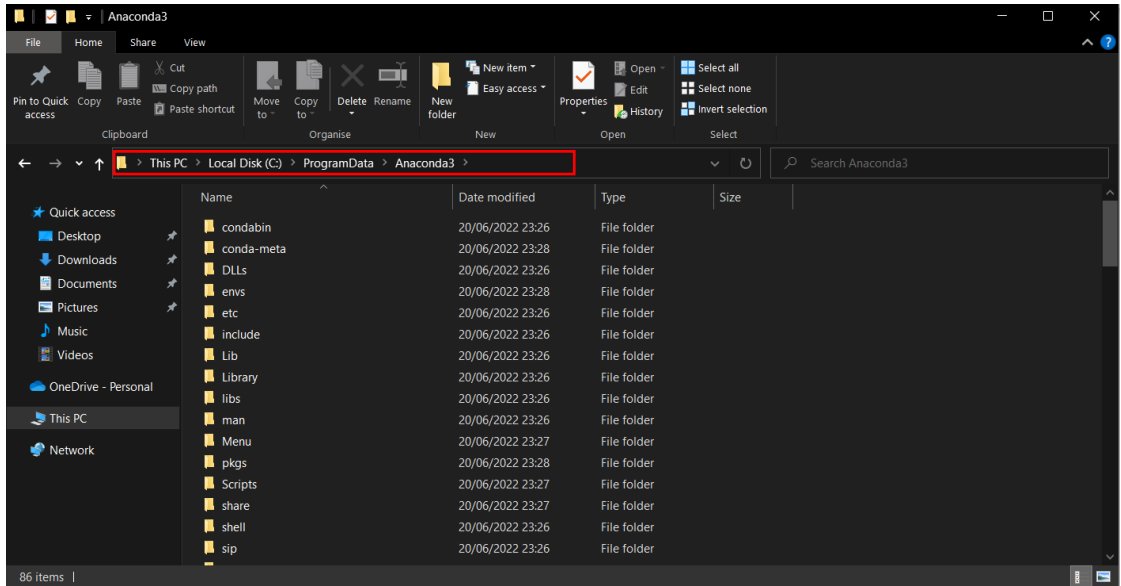 Anaconda3
File Home Share View
Pin to Quick access
Copy
Paste
Cut
Copy path
Paste shortcut
Clipboard
Move to
Copy to
Delete
Rename
Organise
New folder
New item
Easy access
New
Properties
Open
Edit
History
Open
Select all
Select none
Invert selection
Select
This PC > Local Disk (C:) > ProgramData > Anaconda3 >
Search Anaconda3
Quick access
Desktop
Downloads
Documents
Pictures
Music
Videos
OneDrive - Personal
This PC
Network
Name Date modified Type Size
condabin 20/06/2022 23:26 File folder
conda-meta 20/06/2022 23:28 File folder
DLLs 20/06/2022 23:26 File folder
envs 20/06/2022 23:28 File folder
etc 20/06/2022 23:26 File folder
include 20/06/2022 23:26 File folder
Lib 20/06/2022 23:26 File folder
Library 20/06/2022 23:26 File folder
libs 20/06/2022 23:26 File folder
man 20/06/2022 23:26 File folder
Menu 20/06/2022 23:27 File folder
pkgs 20/06/2022 23:28 File folder
Scripts 20/06/2022 23:27 File folder
share 20/06/2022 23:27 File folder
shell 20/06/2022 23:26 File folder
sip 20/06/2022 23:26 File folder
86 items